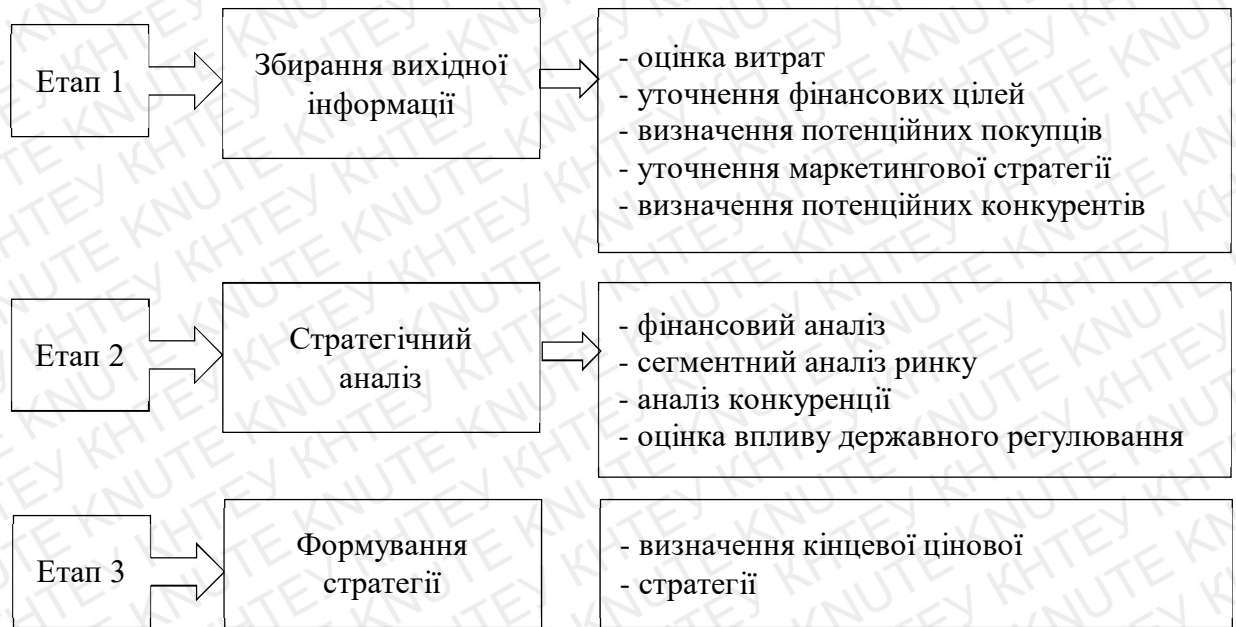 Етап 1
Збирання вихідної
інформації
- оцінка витрат
- уточнення фінансових цілей
- визначення потенційних покупців
- уточнення маркетингової стратегії
- визначення потенційних конкурентів
Етап 2
Стратегічний
аналіз
- фінансовий аналіз
- сегментний аналіз ринку
- аналіз конкуренції
- оцінка впливу державного регулювання
Етап 3
Формування
стратегії
- визначення кінцевої цінової
- стратегії